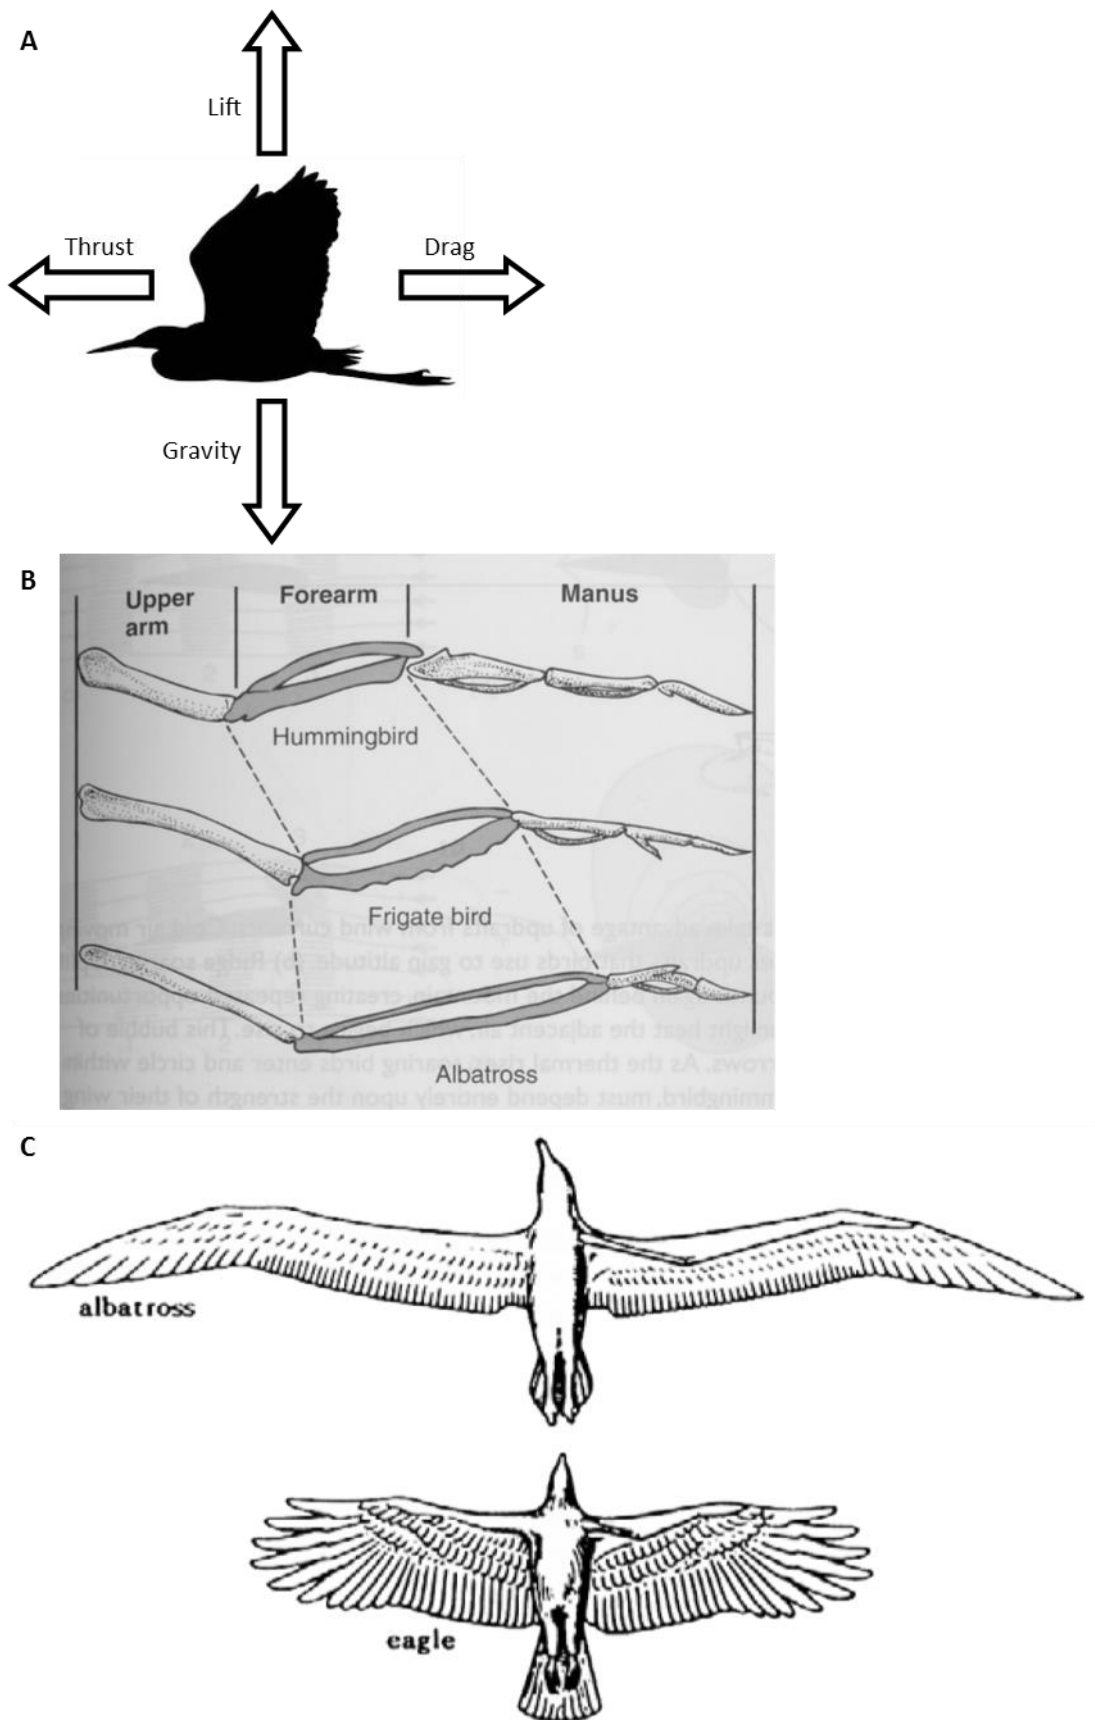 A
Lift
Thrust
Drag
Gravity
B
Upper
arm
Forearm
Manus
Hummingbird
Frigate bird
Albatross
C
albatross
eagle